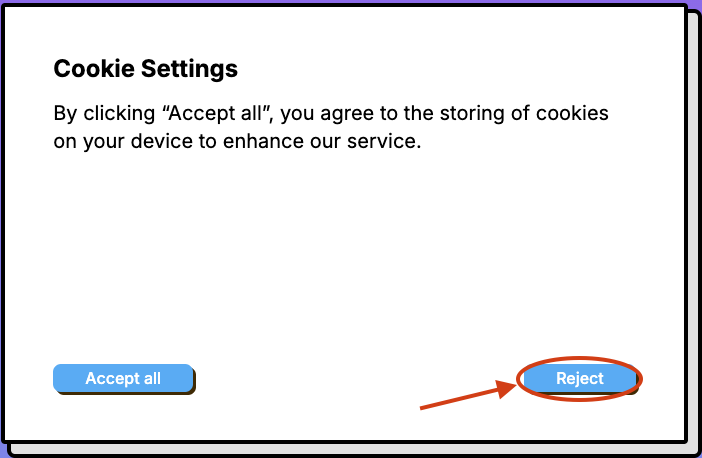 Cookie Settings
By clicking “Accept all”, you agree to the storing of cookies
on your device to enhance our service.
Accept all
Reject